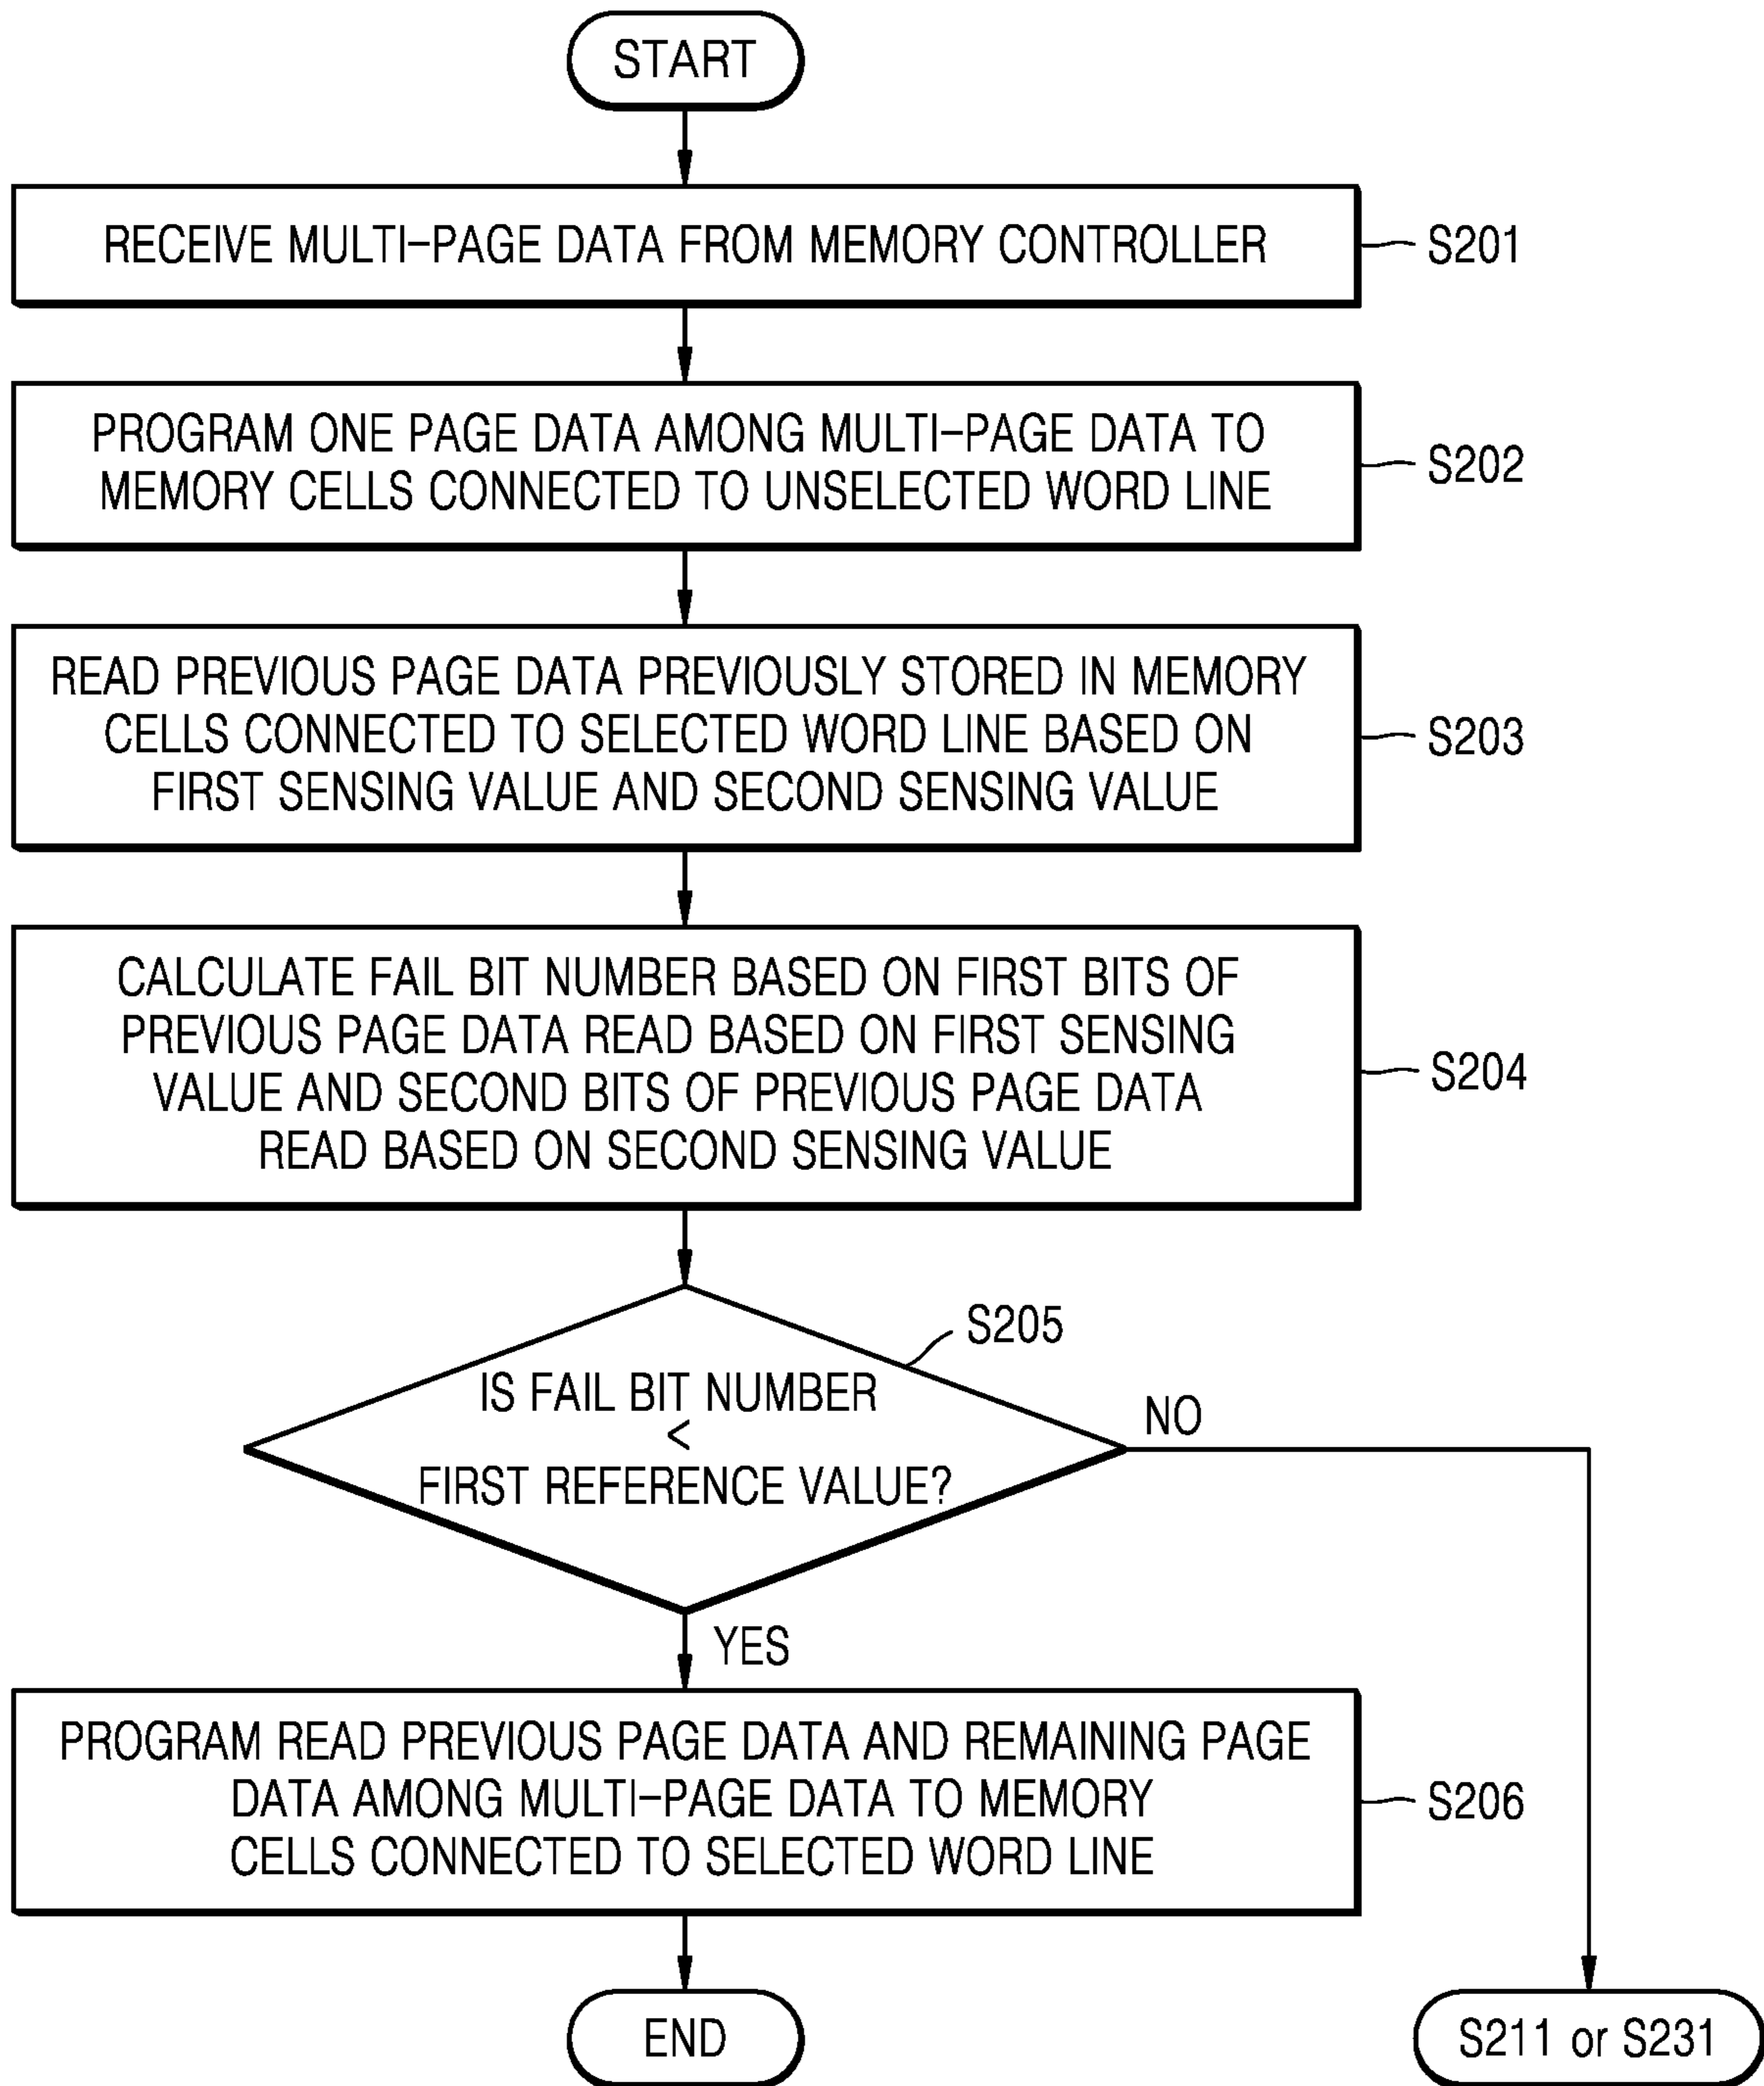 START
RECEIVE MULTI-PAGE DATA FROM MEMORY CONTROLLER
S201
PROGRAM ONE PAGE DATA AMONG MULTI-PAGE DATA TO
MEMORY CELLS CONNECTED TO UNSELECTED WORD LINE
S202
READ PREVIOUS PAGE DATA PREVIOUSLY STORED IN MEMORY
CELLS CONNECTED TO SELECTED WORD LINE BASED ON
FIRST SENSING VALUE AND SECOND SENSING VALUE
S203
CALCULATE FAIL BIT NUMBER BASED ON FIRST BITS OF
PREVIOUS PAGE DATA READ BASED ON FIRST SENSING
VALUE AND SECOND BITS OF PREVIOUS PAGE DATA
READ BASED ON SECOND SENSING VALUE
S204
S205
IS FAIL BIT NUMBER
<
FIRST REFERENCE VALUE?
NO
YES
PROGRAM READ PREVIOUS PAGE DATA AND REMAINING PAGE
DATA AMONG MULTI-PAGE DATA TO MEMORY
CELLS CONNECTED TO SELECTED WORD LINE
S206
END
S211 or S231